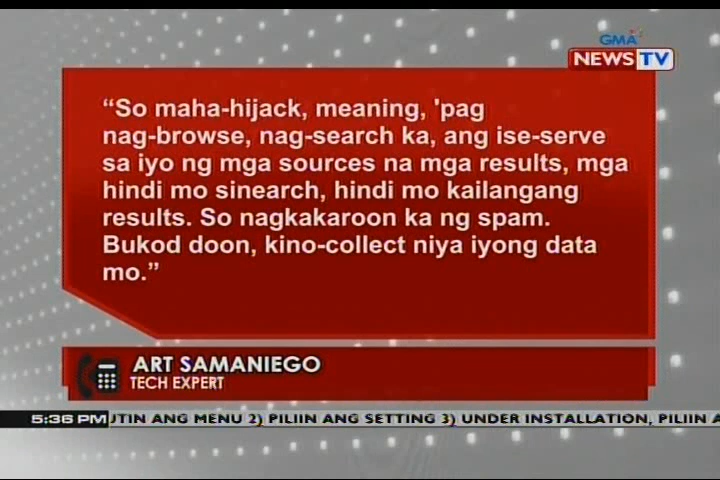 GMA
NEWS TV
“So maha-hijack, meaning, 'pag
nag-browse, nag-search ka, ang ise-serve
sa iyo ng mga sources na mga results, mga
hindi mo sinearch, hindi mo kailangang
results. So nagkakaroon ka ng spam.
Bukod doon, kino-collect niya iyong data
mo.”
ART SAMANIEGO
TECH EXPERT
5:36 PM UTIN ANG MENU 2) PILIIN ANG SETTING 3) UNDER INSTALLATION, PILIIN A